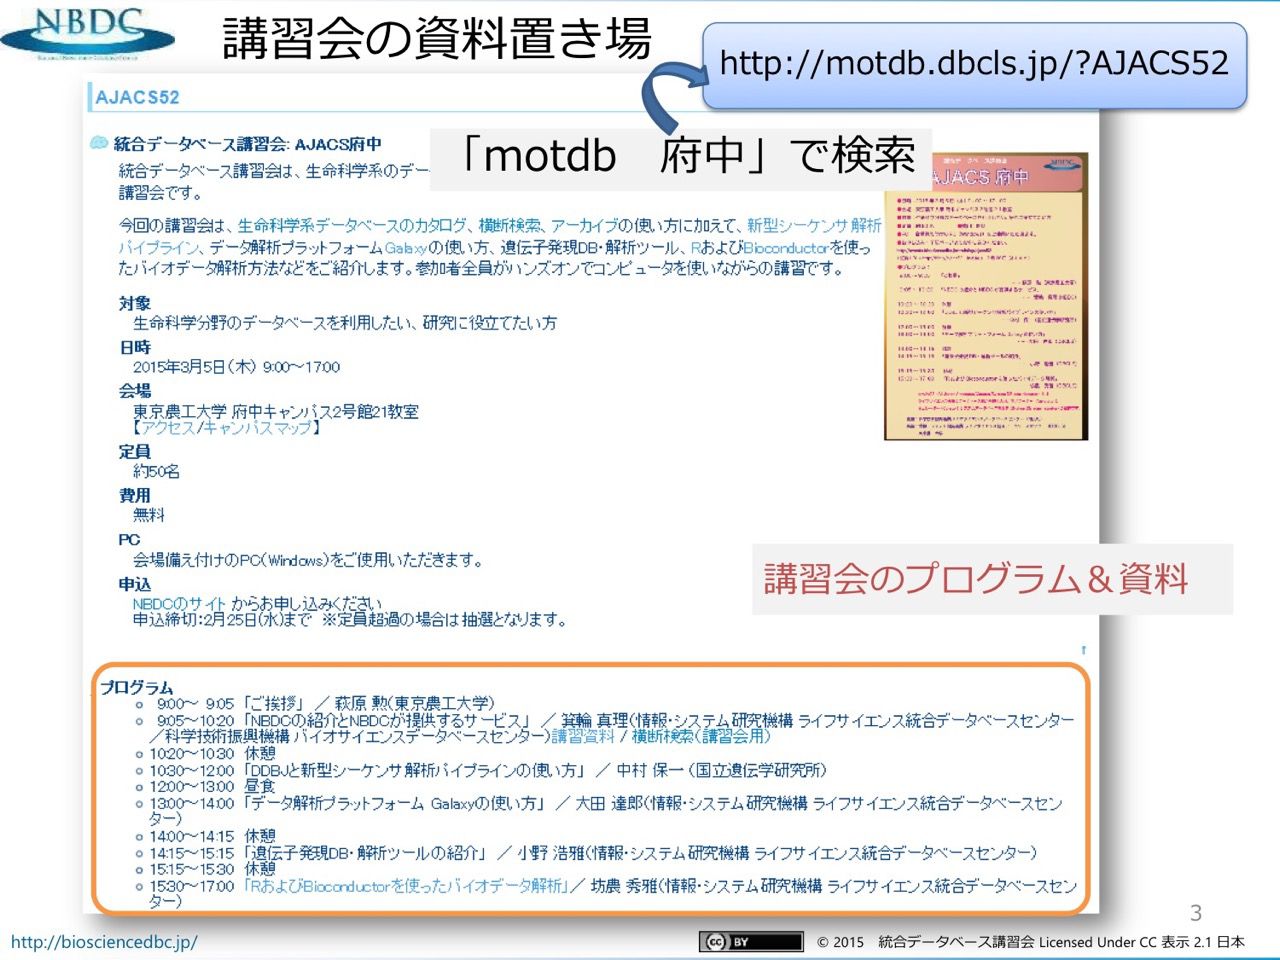 NBDC
講習会の資料置き場
http://motdb.dbcls.jp/?AJACS52
AJACS52
「motdb　府中」で検索
統合データベース講習会: AJACS府中
統合データベース講習会は、生命科学系のデー
講習会です。
今回の講習会は、生命科学系データベースのカタログ、横断検索、アーカイブの使い方に加えて、新型シーケンサ解析
パイプライン、データ解析プラットフォームGalaxyの使い方、遺伝子発現DB・解析ツール、RおよびBioconductorを使っ
たバイオデータ解析方法などをご紹介します。参加者全員がハンズオンでコンピュータを使いながらの講習です。
AJACS 府中
対象
生命科学分野のデータベースを利用したい、研究に役立てたい方
日時
2015年3月5日(木) 9:00～17:00
会場
東京農工大学 府中キャンパス2号館21教室
【アクセス/キャンパスマップ】
定員
約50名
費用
無料
PC
会場備え付けのPC(Windows)をご使用いただきます。
申込
NBDCのサイト からお申し込みください
申込締切:2月25日(水)まで ※定員超過の場合は抽選となります。
講習会のプログラム＆資料
↑
プログラム
9:00～ 9:05 「ご挨拶」 ／ 萩原 勲(東京農工大学)
9:05～10:20 「NBDCの紹介とNBDCが提供するサービス」 ／ 箕輪 真理(情報・システム研究機構 ライフサイエンス統合データベースセンター
／科学技術振興機構 バイオサイエンスデータベースセンター)講習資料 / 横断検索(講習会用)
10:20～10:30 休憩
10:30～12:00 「DDBJと新型シーケンサ解析パイプラインの使い方」 ／ 中村 保一 (国立遺伝学研究所)
12:00～13:00 昼食
13:00～14:00 「データ解析プラットフォーム Galaxyの使い方」 ／ 大田 達郎(情報・システム研究機構 ライフサイエンス統合データベースセン
ター)
14:00～14:15 休憩
14:15～15:15 「遺伝子発現DB・解析ツールの紹介」 ／ 小野 浩雅(情報・システム研究機構 ライフサイエンス統合データベースセンター)
15:15～15:30 休憩
15:30～17:00 「RおよびBioconductorを使ったバイオデータ解析」／ 坊農 秀雅(情報・システム研究機構 ライフサイエンス統合データベースセン
ター)
3
http://biosciencedbc.jp/
cc BY
© 2015　統合データベース講習会 Licensed Under CC 表示 2.1 日本